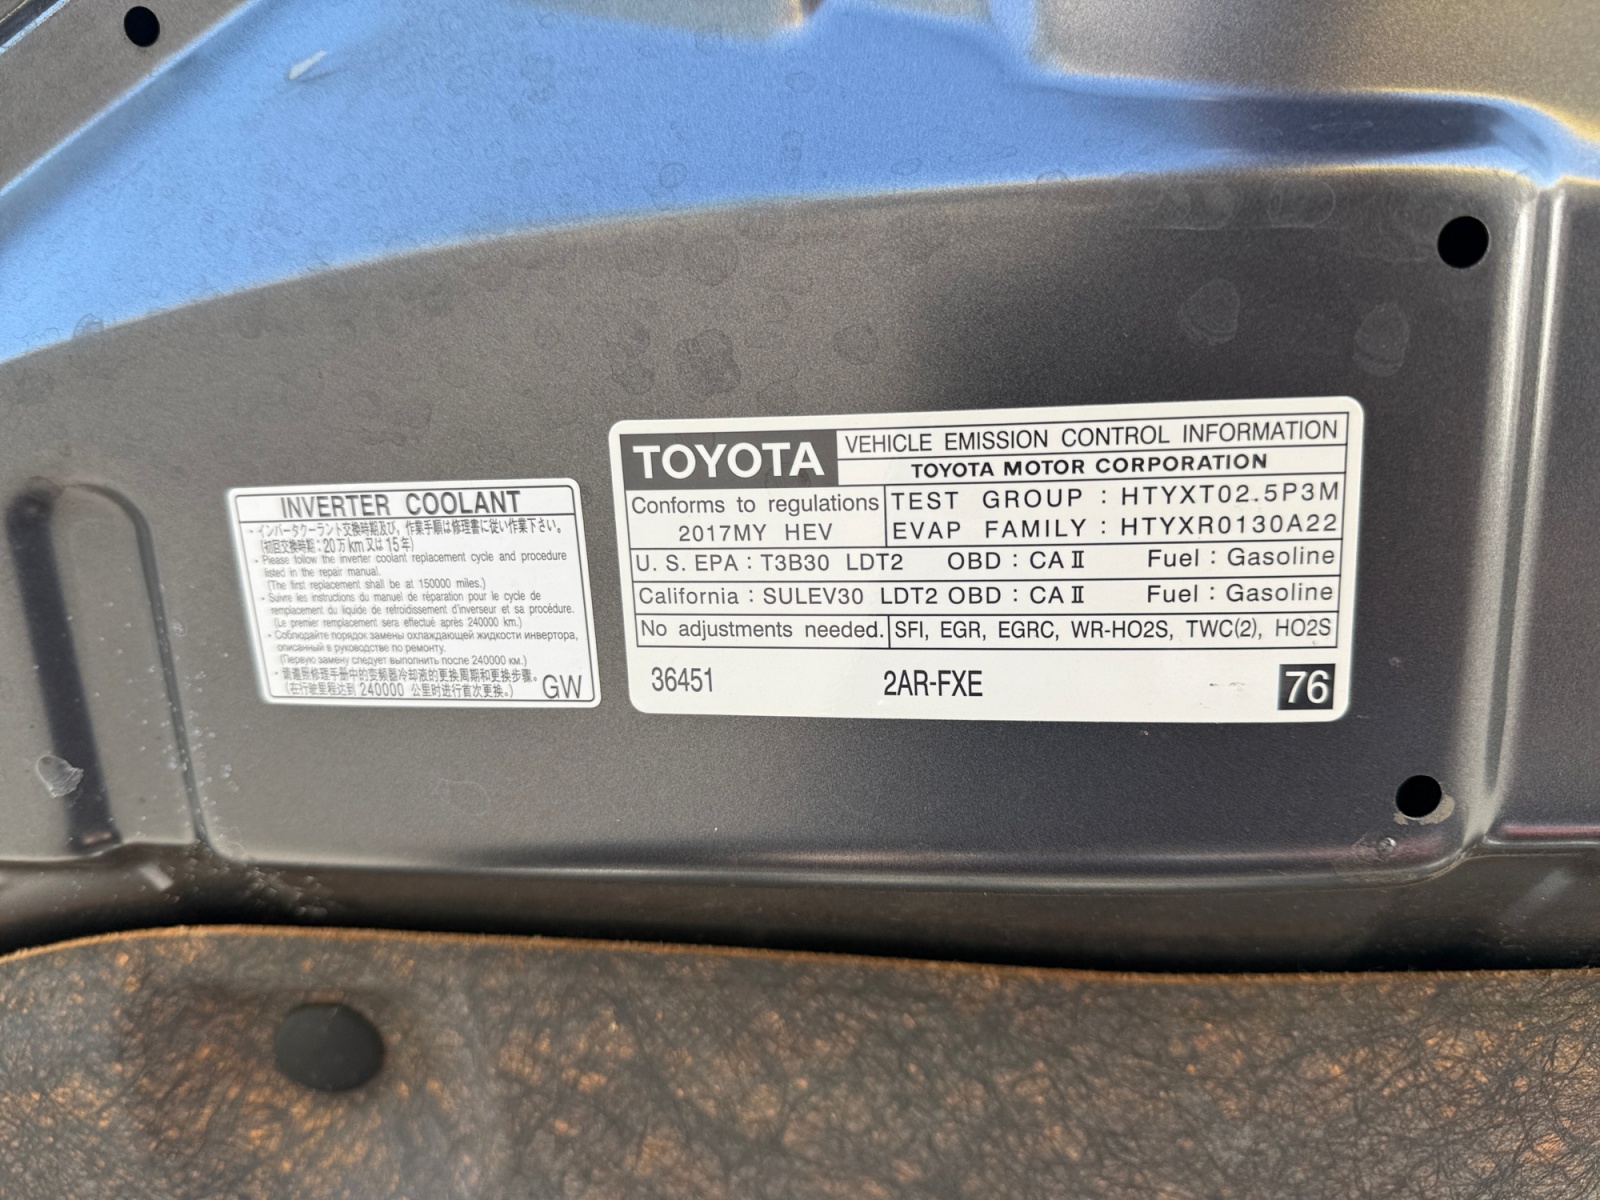 INVERTER COOLANT
・インバータクーラント交換時期及び、作業手順は修理書に従い作業下さい。
(初回交換時期:20万km又は15年)
・Please follow the inverter coolant replacement cycle and procedure
listed in the repair manual.
(The first replacement shall be at 150000 miles.)
・Suivre les instructions du manuel de réparation pour le cycle de
remplacement du liquide de refroidissement d'inverseur et sa procédure.
(Le premier remplacement sera effectué après 240000 km.)
・Соблюдайте порядок замены охлаждающей жидкости инвертора,
описанный в руководстве по ремонту.
(Первую замену следует выполнить после 240000 км.)
・请遵照修理手册中的变频器冷却液的更换周期和更换步骤。
(在行驶里程达到 240000 公里时进行首次更换。) GW
TOYOTA VEHICLE EMISSION CONTROL INFORMATION
TOYOTA MOTOR CORPORATION
Conforms to regulations TEST GROUP : HTYXT02.5P3M
2017MY HEV EVAP FAMILY : HTYXR0130A22
U. S. EPA : T3B30 LDT2 OBD : CA II Fuel : Gasoline
California : SULEV30 LDT2 OBD : CA II Fuel : Gasoline
No adjustments needed. SFI, EGR, EGRC, WR-HO2S, TWC(2), HO2S
36451 2AR-FXE 76